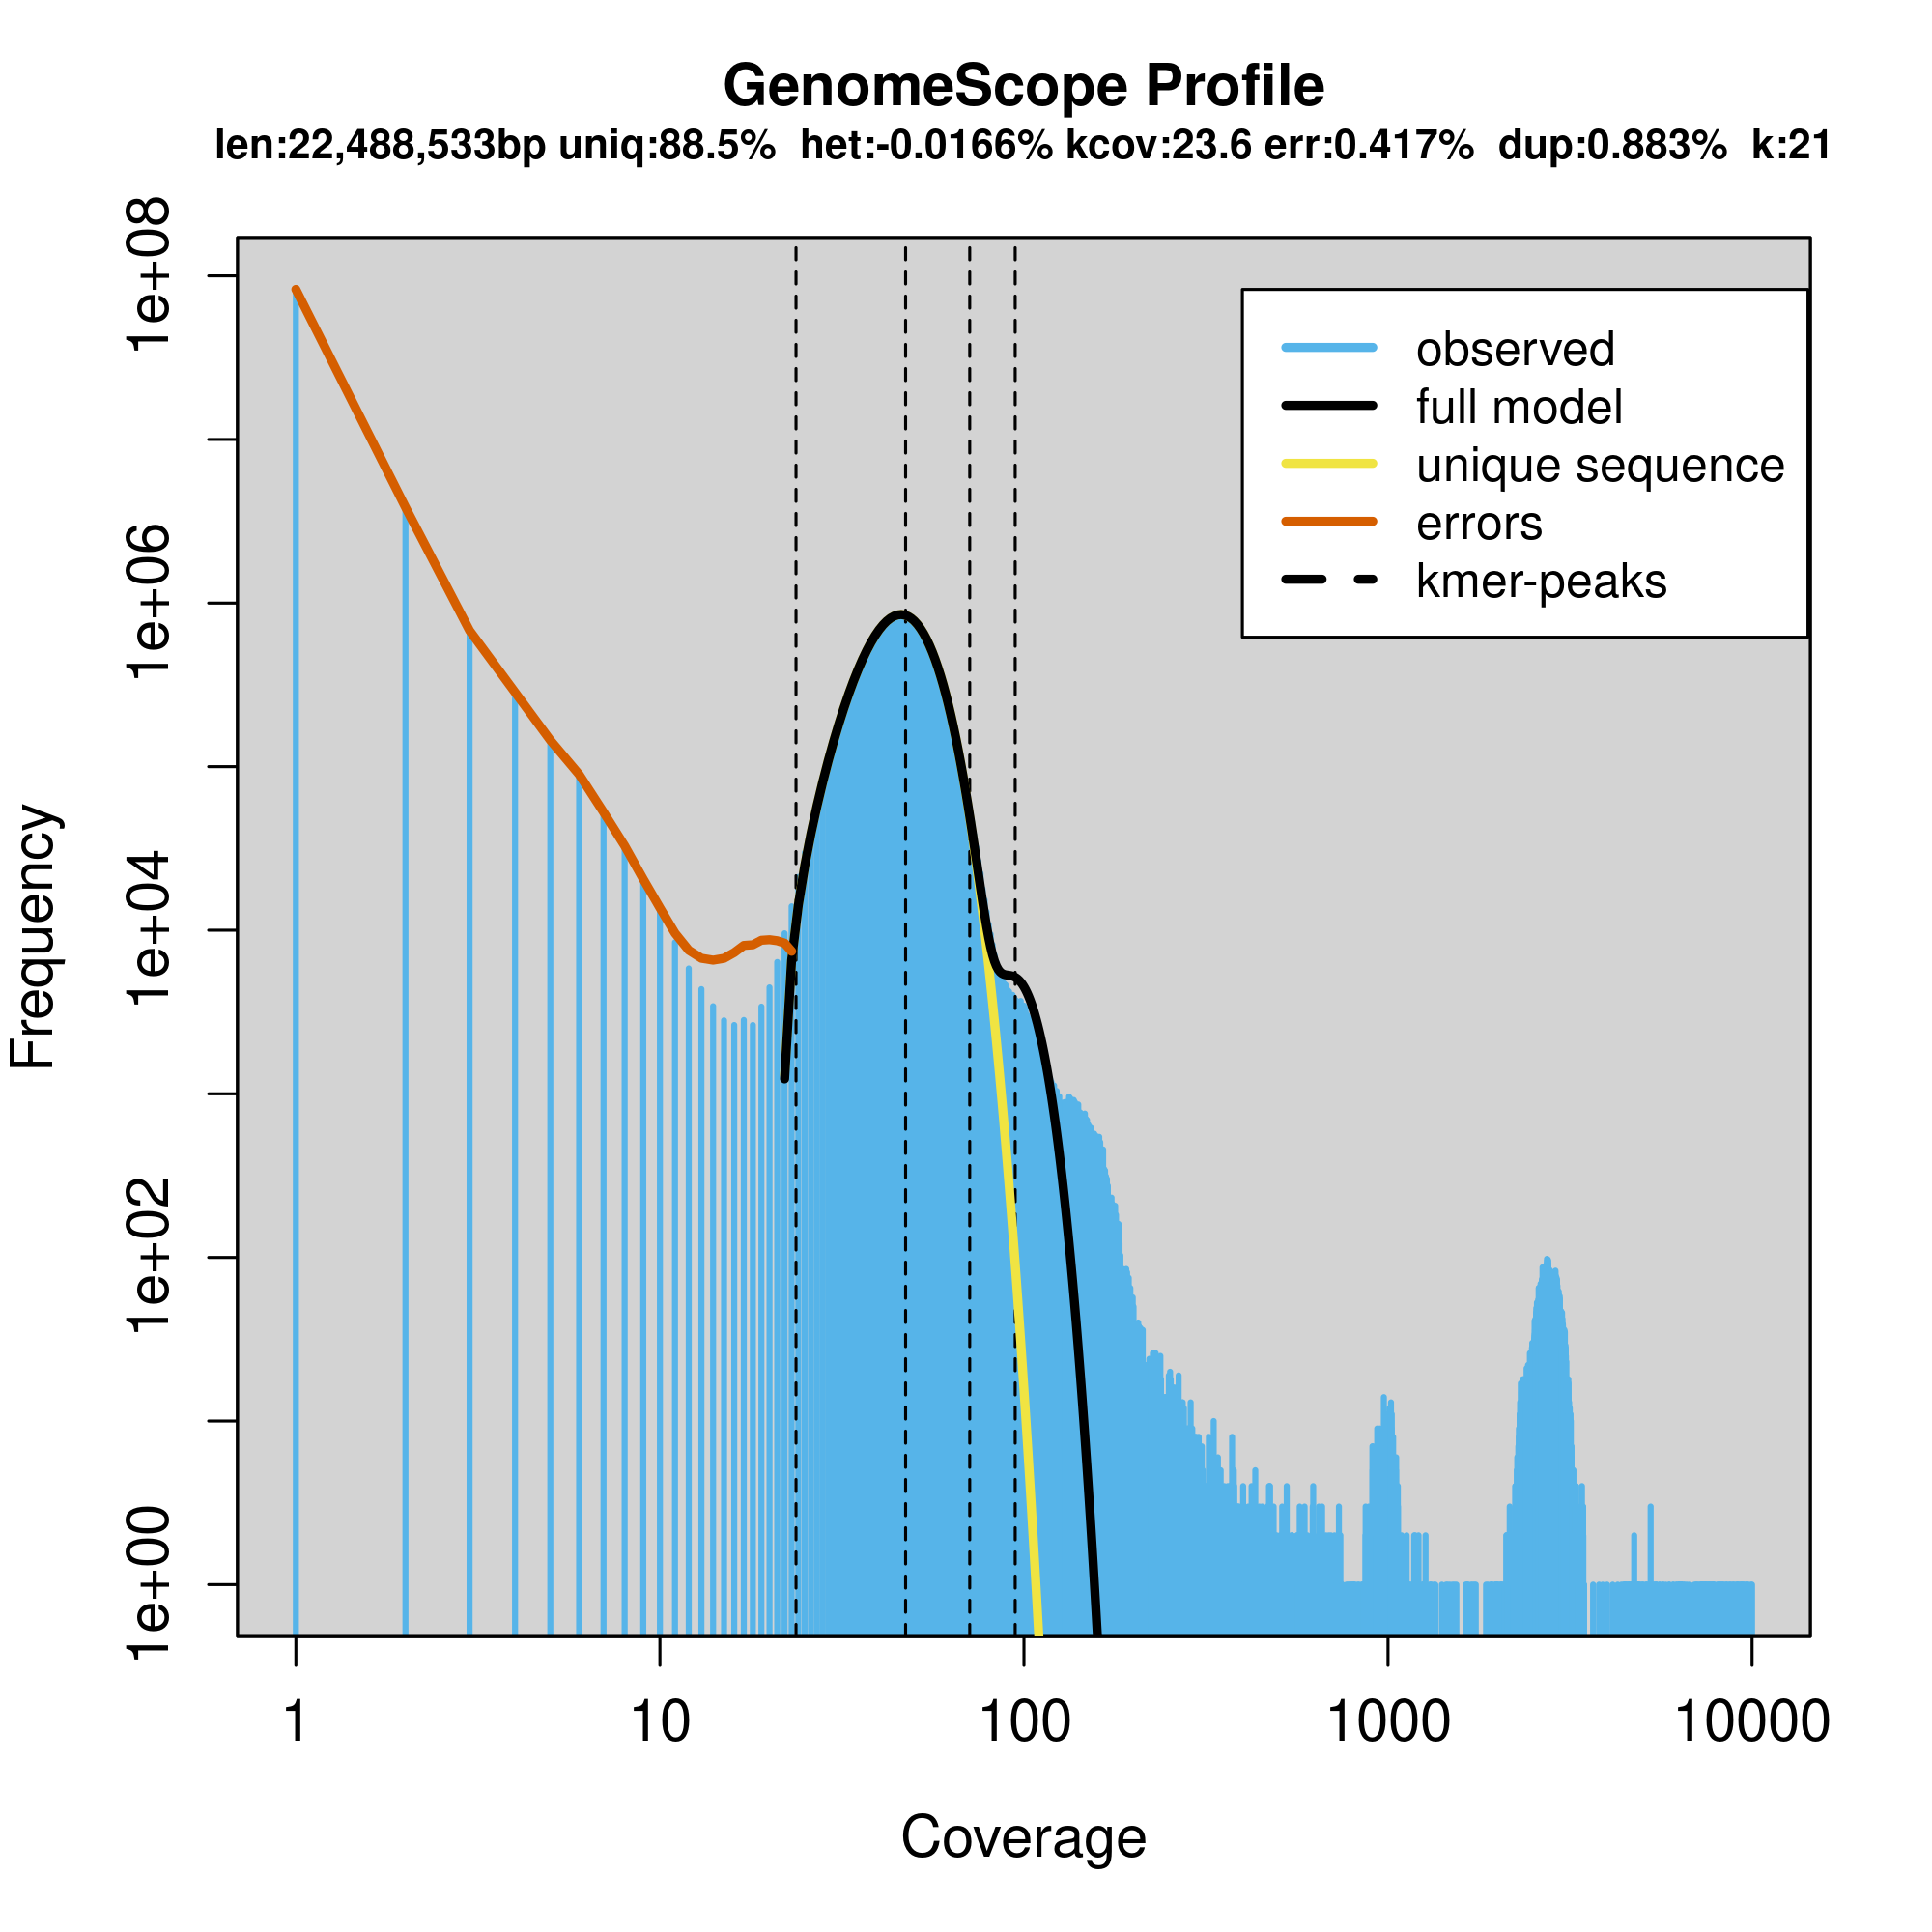 GenomeScope Profile
len:22,488,533bp uniq:88.5% het:-0.0166% kcov:23.6 err:0.417% dup:0.883% k:21
1e+08
1e+06
1e+04
1e+02
1e+00
Frequency
observed
full model
unique sequence
errors
kmer-peaks
1 10 100 1000 10000
Coverage